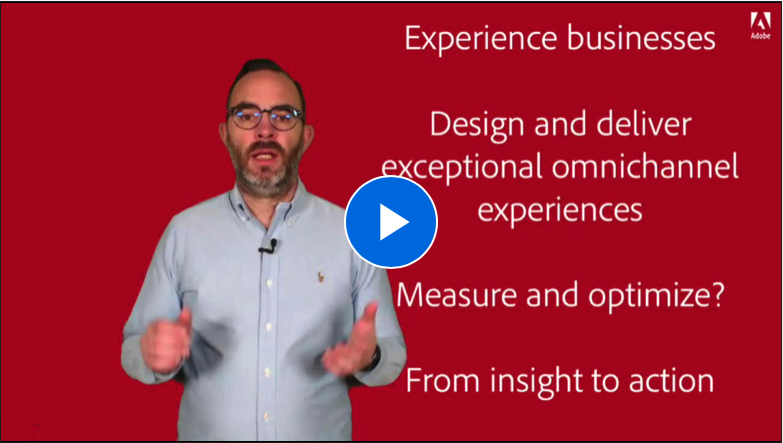 Adobe
Experience businesses
Design and deliver
exceptional omnichannel
experiences
Measure and optimize?
From insight to action